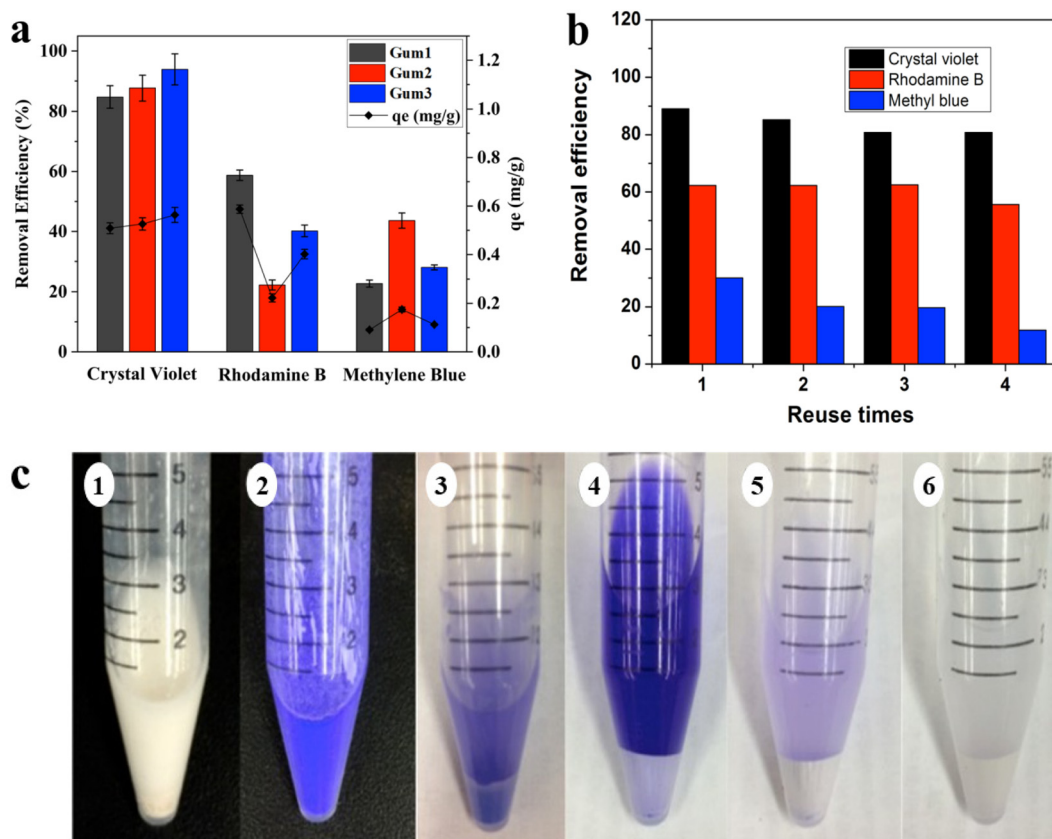 a
Gum1
Gum2
Gum3
qe (mg/g)
Removal Efficiency (%)
100
80
60
40
20
0
1.2
1.0
0.8
0.6
0.4
0.2
0.0
qe (mg/g)
Crystal Violet Rhodamine B Methylene Blue
b
Crystal violet
Rhodamine B
Methyl blue
Removal efficiency
120
100
80
60
40
20
0
1 2 3 4
Reuse times
c
1 2 3 4 5 6
5
4
3
2
5
4
3
2
5
2